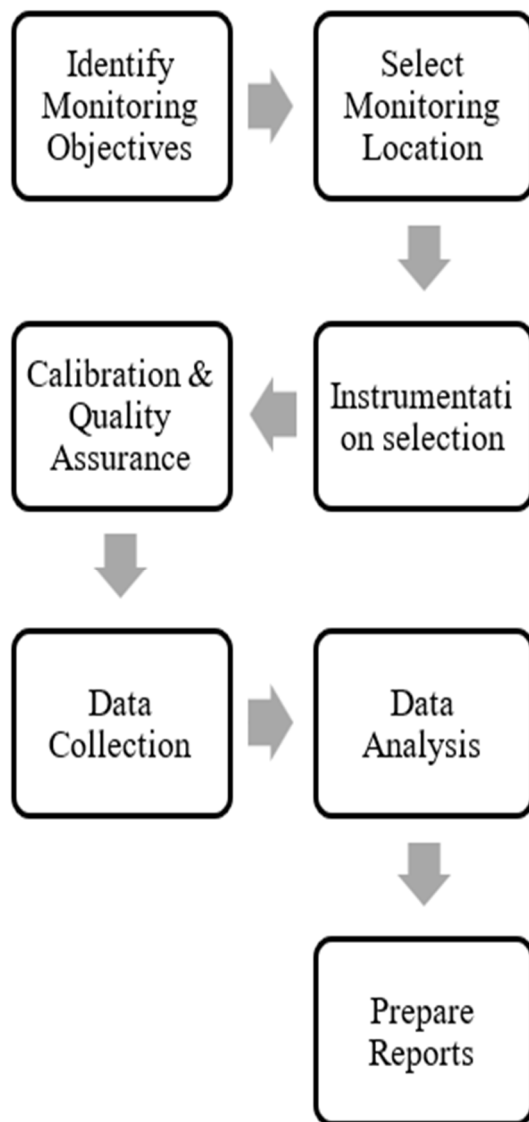 Identify
Monitoring
Objectives
Select
Monitoring
Location
Instrumentati
on selection
Calibration &
Quality
Assurance
Data
Collection
Data
Analysis
Prepare
Reports